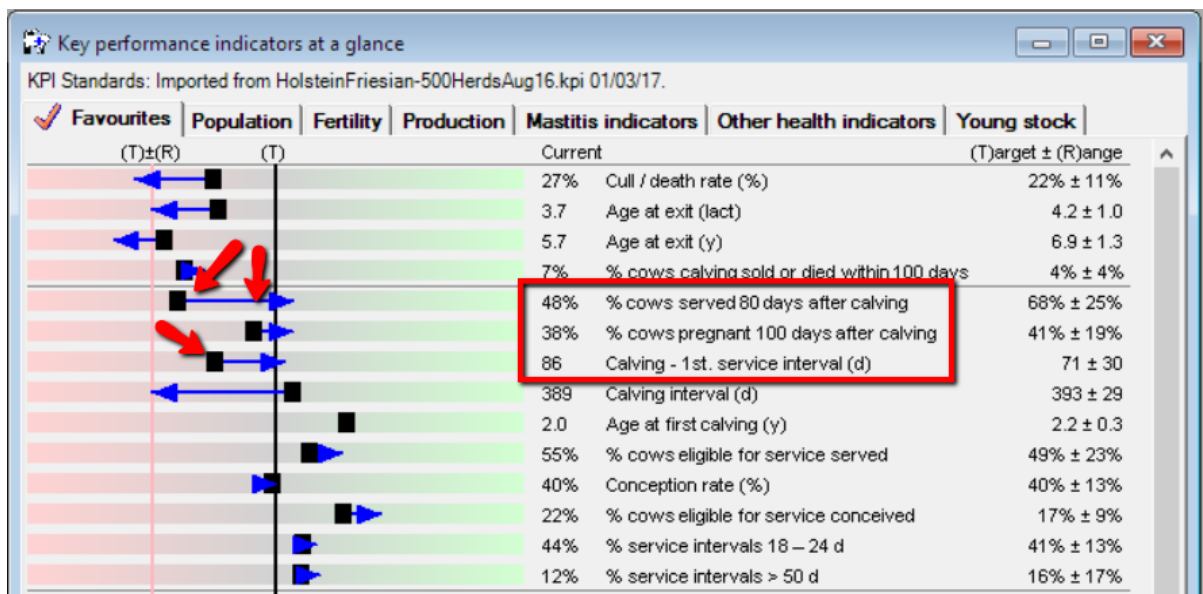 Key performance indicators at a glance
KPI Standards: Imported from HolsteinFriesian-500HerdsAug16.kpi 01/03/17.
Favourites Population Fertility Production Mastitis indicators Other health indicators Young stock
(T)±(R) (T) Current (T)arget ± (R)ange
27% Cull / death rate (%) 22% ± 11%
3.7 Age at exit (lact) 4.2 ± 1.0
5.7 Age at exit (y) 6.9 ± 1.3
7% % cows calving sold or died within 100 days 4% ± 4%
48% % cows served 80 days after calving 68% ± 25%
38% % cows pregnant 100 days after calving 41% ± 19%
86 Calving - 1st. service interval (d) 71 ± 30
389 Calving interval (d) 393 ± 29
2.0 Age at first calving (y) 2.2 ± 0.3
55% % cows eligible for service served 49% ± 23%
40% Conception rate (%) 40% ± 13%
22% % cows eligible for service conceived 17% ± 9%
44% % service intervals 18 – 24 d 41% ± 13%
12% % service intervals > 50 d 16% ± 17%